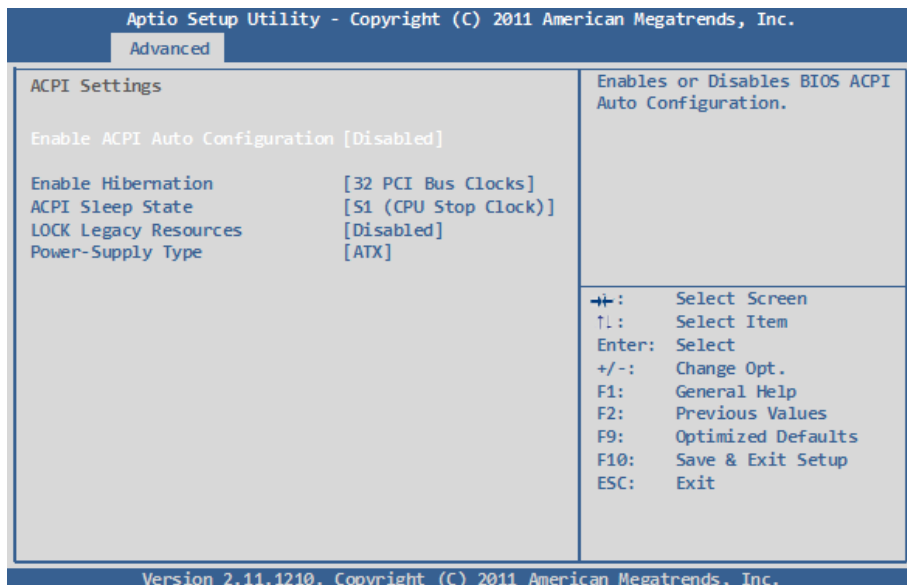 Aptio Setup Utility - Copyright (C) 2011 American Megatrends, Inc.
Advanced
ACPI Settings
Enable ACPI Auto Configuration [Disabled]
Enable Hibernation [32 PCI Bus Clocks]
ACPI Sleep State [S1 (CPU Stop Clock)]
LOCK Legacy Resources [Disabled]
Power-Supply Type [ATX]
Enables or Disables BIOS ACPI
Auto Configuration.
→←: Select Screen
↑↓: Select Item
Enter: Select
+/-: Change Opt.
F1: General Help
F2: Previous Values
F9: Optimized Defaults
F10: Save & Exit Setup
ESC: Exit
Version 2.11.1210. Copyright (C) 2011 American Megatrends, Inc.